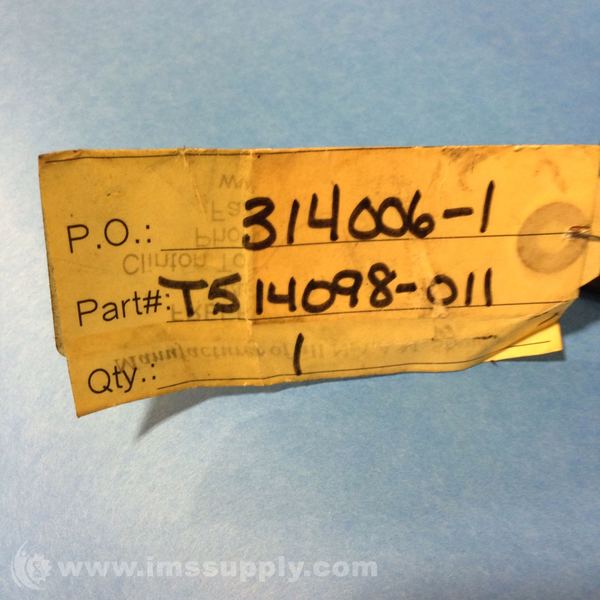 P.O.: 314006-1
Part#: T514098-011
Qty.: 1
www.imssupply.com